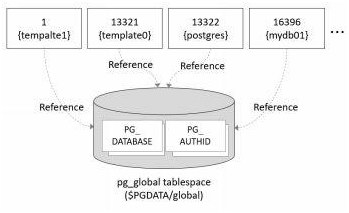 1
{tempalte1}
13321
{template0}
13322
{postgres}
16396
{mydb01}
...
Reference
Reference
Reference
Reference
PG_
DATABASE
PG_
AUTHID
pg_global tablespace
($PGDATA/global)